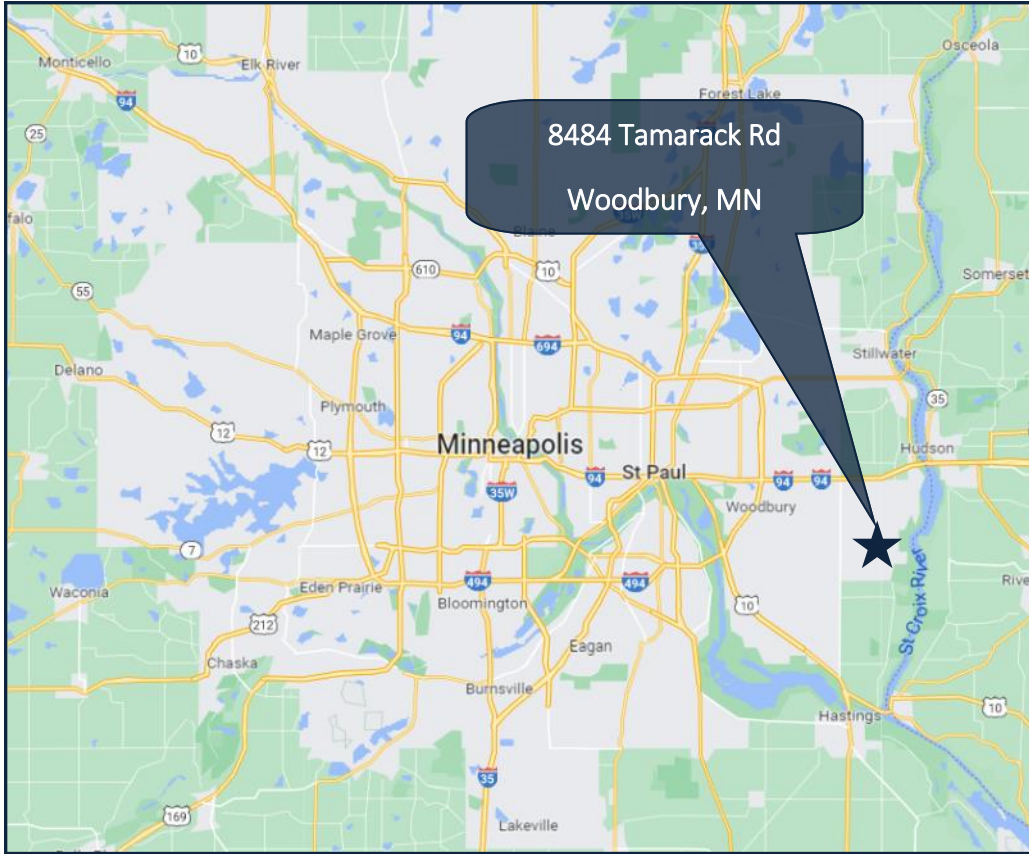 10
Osceola
Monticello
Elk River
94
Forest Lake
25
8484 Tamarack Rd
Woodbury, MN
35W
Blaine
35
falo
610
10
Somerset
55
Maple Grove
94
694
Stillwater
Delano
35
Plymouth
12
12
Minneapolis
Hudson
St Paul
94
94
94
35W
Woodbury
7
St Croix River
Waconia
Eden Prairie
494
494
Rive
Bloomington
10
212
Eagan
Chaska
Burnsville
Hastings
10
35
169
Lakeville